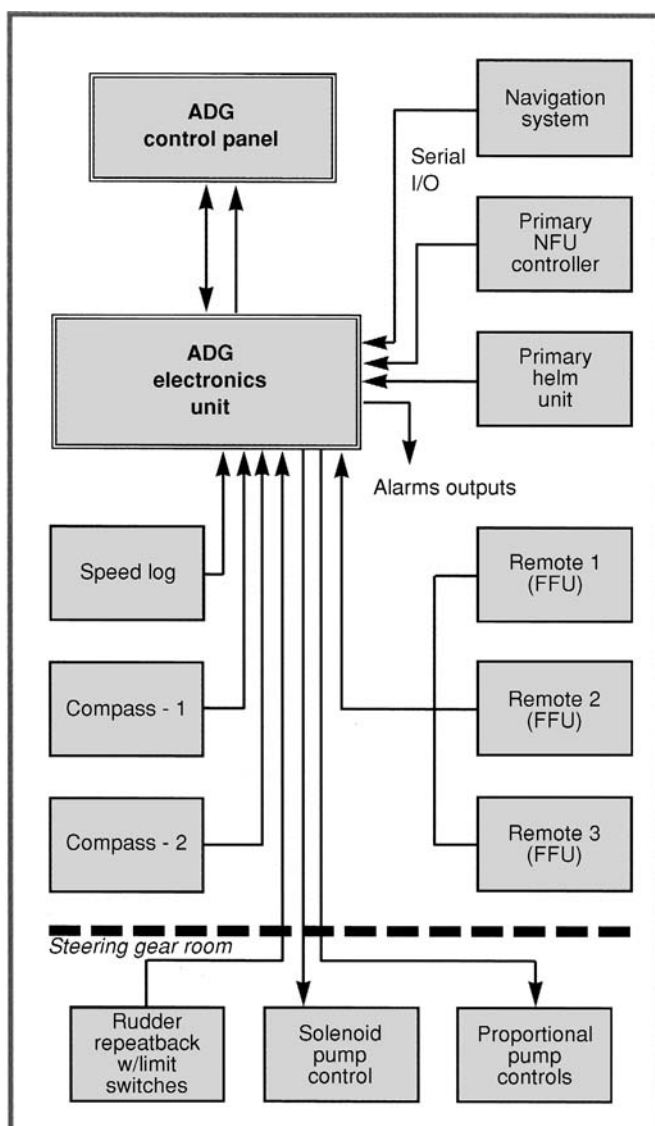 ADG
control panel
Navigation
system
Serial
I/O
Primary
NFU
controller
ADG
electronics
unit
Primary
helm
unit
Alarms outputs
Speed log
Remote 1
(FFU)
Compass - 1
Remote 2
(FFU)
Compass - 2
Remote 3
(FFU)
Steering gear room
Rudder
repeatback
w/limit
switches
Solenoid
pump
control
Proportional
pump
controls